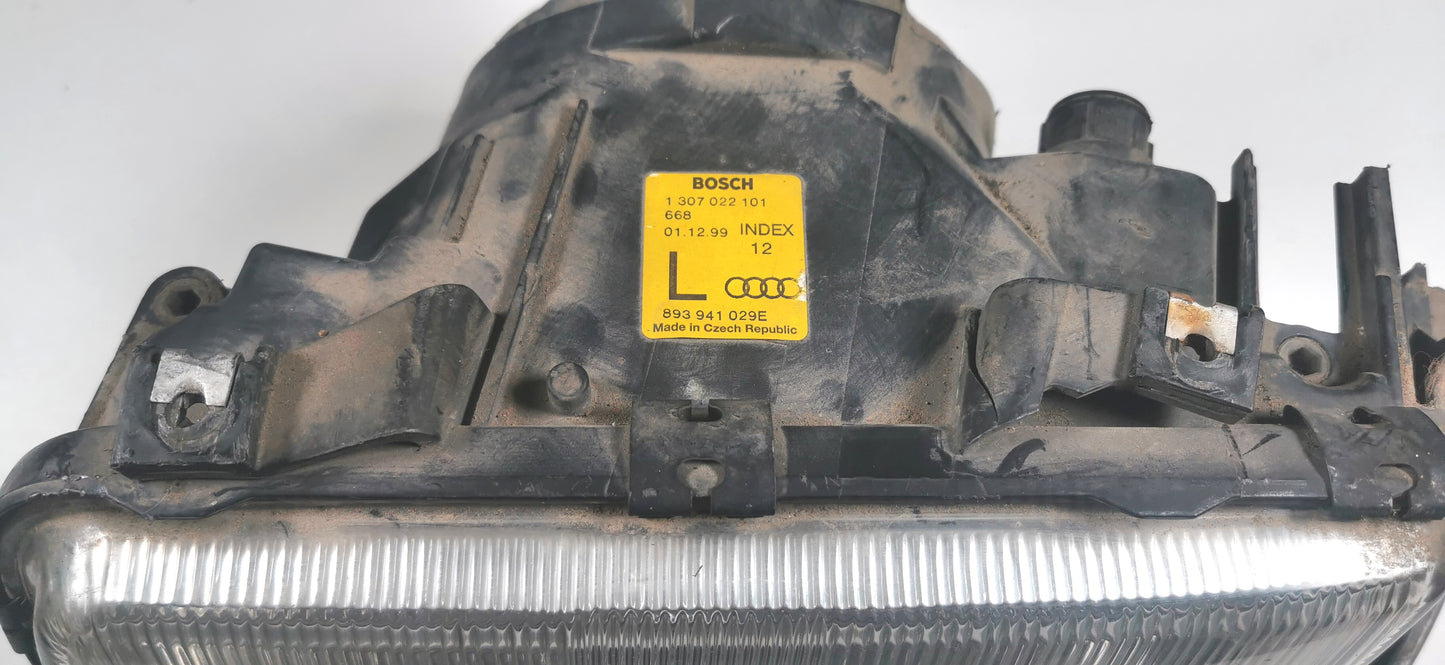 BOSCH
1 307 022 101
668
01.12.99 INDEX
12
L
893 941 029E
Made in Czech Republic